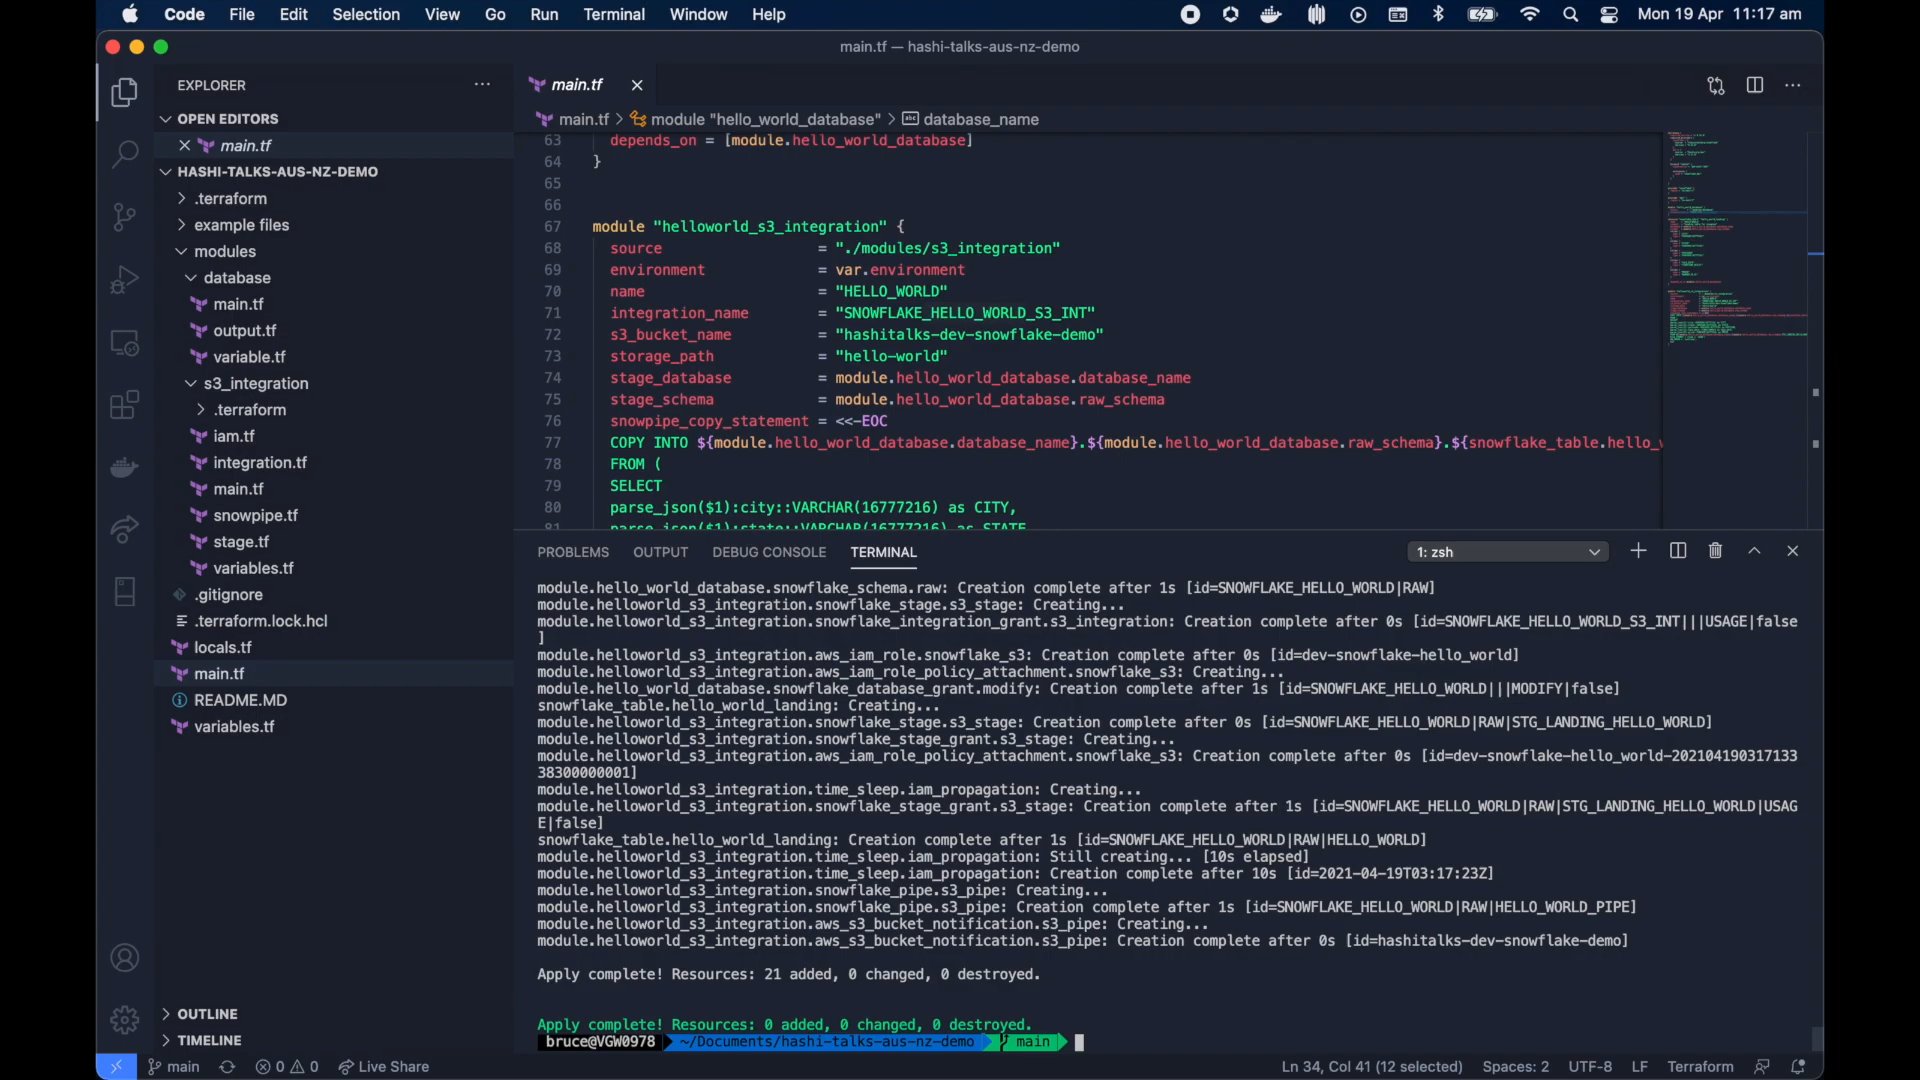 Code File Edit Selection View Go Run Terminal Window Help
Mon 19 Apr 11:17 am
main.tf — hashi-talks-aus-nz-demo
EXPLORER
OPEN EDITORS
main.tf
HASHI-TALKS-AUS-NZ-DEMO
.terraform
example files
modules
database
main.tf
output.tf
variable.tf
s3_integration
.terraform
iam.tf
integration.tf
main.tf
snowpipe.tf
stage.tf
variables.tf
.gitignore
.terraform.lock.hcl
locals.tf
main.tf
README.MD
variables.tf
OUTLINE
TIMELINE
main.tf
main.tf > module "hello_world_database" > database_name
63 depends_on = [module.hello_world_database]
64 }
65
66
67 module "helloworld_s3_integration" {
68 source = "./modules/s3_integration"
69 environment = var.environment
70 name = "HELLO_WORLD"
71 integration_name = "SNOWFLAKE_HELLO_WORLD_S3_INT"
72 s3_bucket_name = "hashitalks-dev-snowflake-demo"
73 storage_path = "hello-world"
74 stage_database = module.hello_world_database.database_name
75 stage_schema = module.hello_world_database.raw_schema
76 snowpipe_copy_statement = <<-EOC
77 COPY INTO ${module.hello_world_database.database_name}.${module.hello_world_database.raw_schema}.${snowflake_table.hello_w
78 FROM (
79 SELECT
80 parse_json($1):city::VARCHAR(16777216) as CITY,
81 parse_json($1):state::VARCHAR(16777216) as STATE
PROBLEMS OUTPUT DEBUG CONSOLE TERMINAL
1: zsh
module.hello_world_database.snowflake_schema.raw: Creation complete after 1s [id=SNOWFLAKE_HELLO_WORLD|RAW]
module.helloworld_s3_integration.snowflake_stage.s3_stage: Creating...
module.helloworld_s3_integration.snowflake_integration_grant.s3_integration: Creation complete after 0s [id=SNOWFLAKE_HELLO_WORLD_S3_INT|||USAGE|false
]
module.helloworld_s3_integration.aws_iam_role.snowflake_s3: Creation complete after 0s [id=dev-snowflake-hello_world]
module.helloworld_s3_integration.aws_iam_role_policy_attachment.snowflake_s3: Creating...
module.hello_world_database.snowflake_database_grant.modify: Creation complete after 1s [id=SNOWFLAKE_HELLO_WORLD|||MODIFY|false]
snowflake_table.hello_world_landing: Creating...
module.helloworld_s3_integration.snowflake_stage.s3_stage: Creation complete after 0s [id=SNOWFLAKE_HELLO_WORLD|RAW|STG_LANDING_HELLO_WORLD]
module.helloworld_s3_integration.snowflake_stage_grant.s3_stage: Creating...
module.helloworld_s3_integration.aws_iam_role_policy_attachment.snowflake_s3: Creation complete after 0s [id=dev-snowflake-hello_world-202104190317133
38300000001]
module.helloworld_s3_integration.time_sleep.iam_propagation: Creating...
module.helloworld_s3_integration.snowflake_stage_grant.s3_stage: Creation complete after 1s [id=SNOWFLAKE_HELLO_WORLD|RAW|STG_LANDING_HELLO_WORLD|USAG
E|false]
snowflake_table.hello_world_landing: Creation complete after 1s [id=SNOWFLAKE_HELLO_WORLD|RAW|HELLO_WORLD]
module.helloworld_s3_integration.time_sleep.iam_propagation: Still creating... [10s elapsed]
module.helloworld_s3_integration.time_sleep.iam_propagation: Creation complete after 10s [id=2021-04-19T03:17:23Z]
module.helloworld_s3_integration.snowflake_pipe.s3_pipe: Creating...
module.helloworld_s3_integration.snowflake_pipe.s3_pipe: Creation complete after 1s [id=SNOWFLAKE_HELLO_WORLD|RAW|HELLO_WORLD_PIPE]
module.helloworld_s3_integration.aws_s3_bucket_notification.s3_pipe: Creating...
module.helloworld_s3_integration.aws_s3_bucket_notification.s3_pipe: Creation complete after 0s [id=hashitalks-dev-snowflake-demo]
Apply complete! Resources: 21 added, 0 changed, 0 destroyed.
Apply complete! Resources: 0 added, 0 changed, 0 destroyed.
bruce@VGW0978 ~/Documents/hashi-talks-aus-nz-demo main
main 0 0 Live Share Ln 34, Col 41 (12 selected) Spaces: 2 UTF-8 LF Terraform